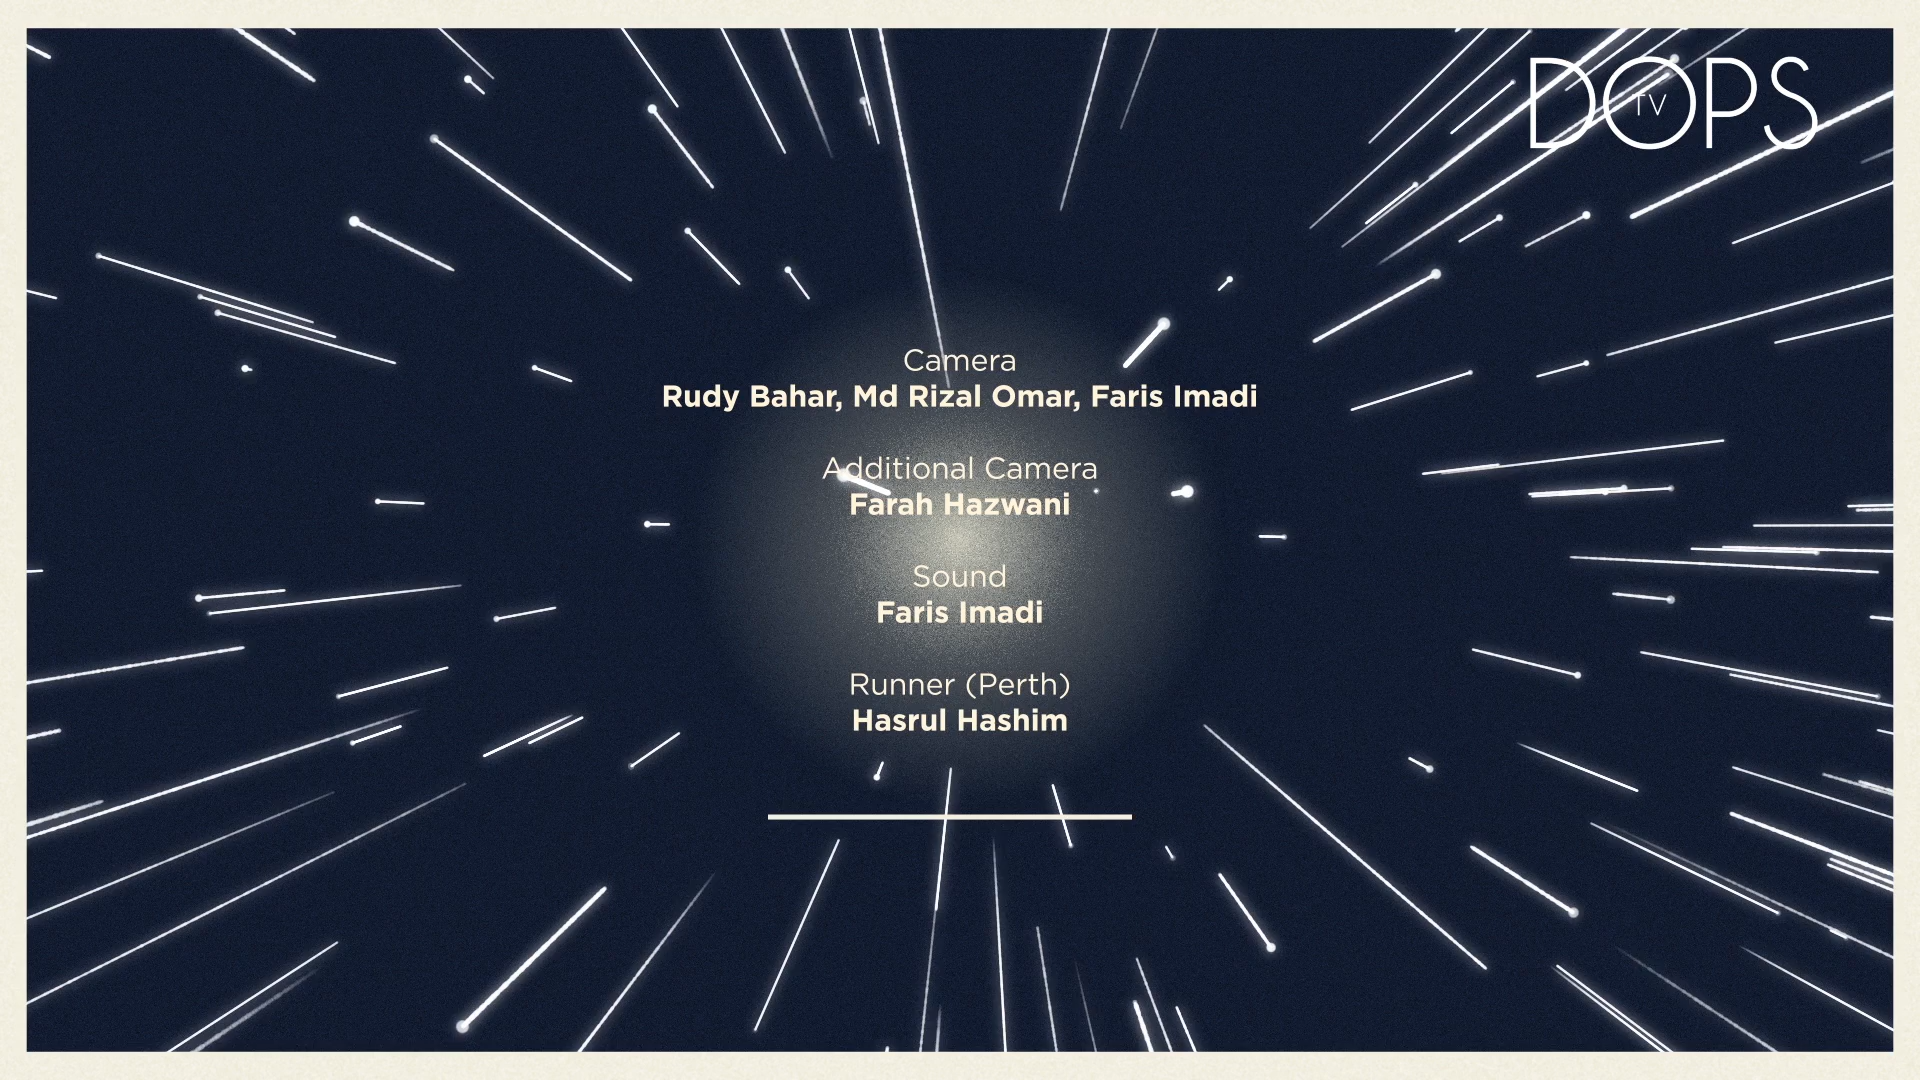 DOPS
TV
Camera
Rudy Bahar, Md Rizal Omar, Faris Imadi
Additional Camera
Farah Hazwani
Sound
Faris Imadi
Runner (Perth)
Hasrul Hashim